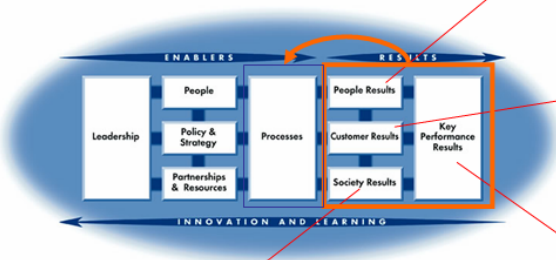 ENABLERS
RESULTS
Leadership
People
Policy &
Strategy
Partnerships
& Resources
Processes
People Results
Customer Results
Society Results
Key
Performance
Results
INNOVATION AND LEARNING